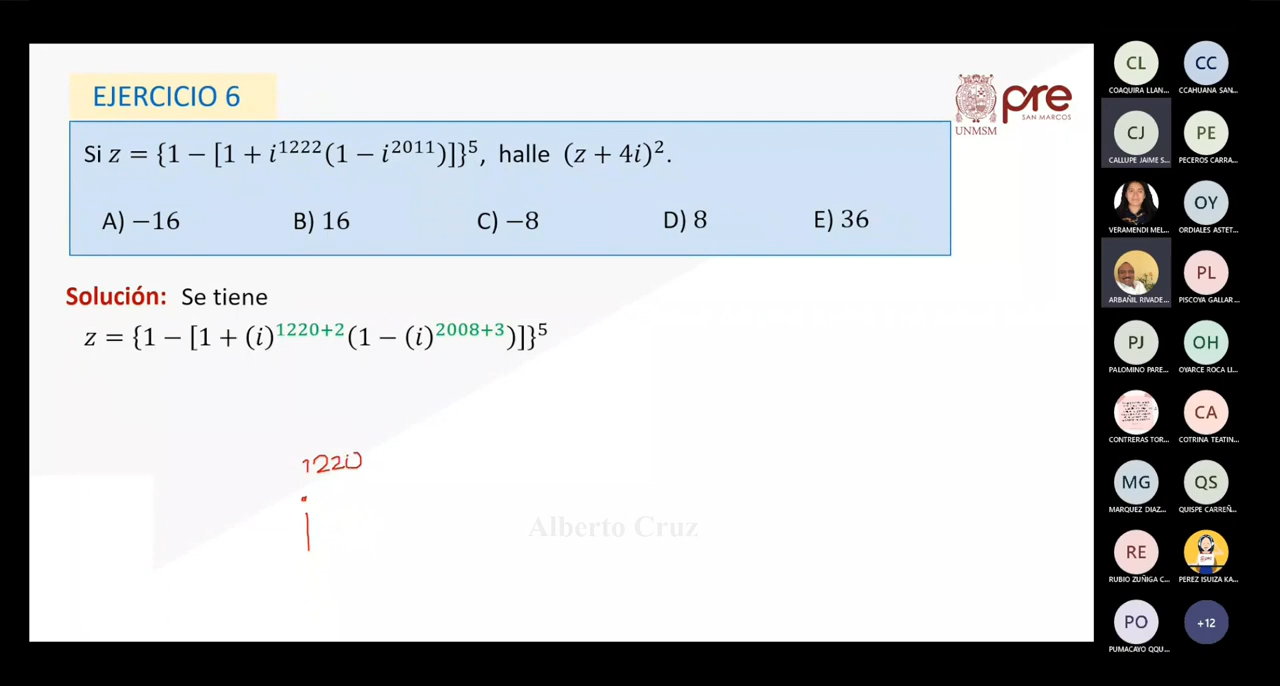 EJERCICIO 6
UNMSM
pre
SAN MARCOS
Si z = {1 − [1 + i^1222(1 − i^2011)]}^5, halle (z + 4i)^2.
A) −16 B) 16 C) −8 D) 8 E) 36
Solución: Se tiene
z = {1 − [1 + (i)^1220+2(1 − (i)^2008+3)]}^5
1220
i
Alberto Cruz
CL CC
COAQUIRA LLAN... CCAHUANA SAN...
CJ PE
CALLUPE JAIME S... PECEROS CARRA...
OY
VERAMENDI MEL... ORDIALES ASTET...
PL
ARBAÑIL RIVADE... PISCOYA GALLAR...
PJ OH
PALOMINO PARE... OYARCE ROCA LI...
CA
CONTRERAS TOR... COTRINA TEATIN...
MG QS
MARQUEZ DIAZ... QUISPE CARREÑ...
RE
RUBIO ZUÑIGA C... PEREZ ISUIZA KA...
PO +12
PUMACAYO QQU...